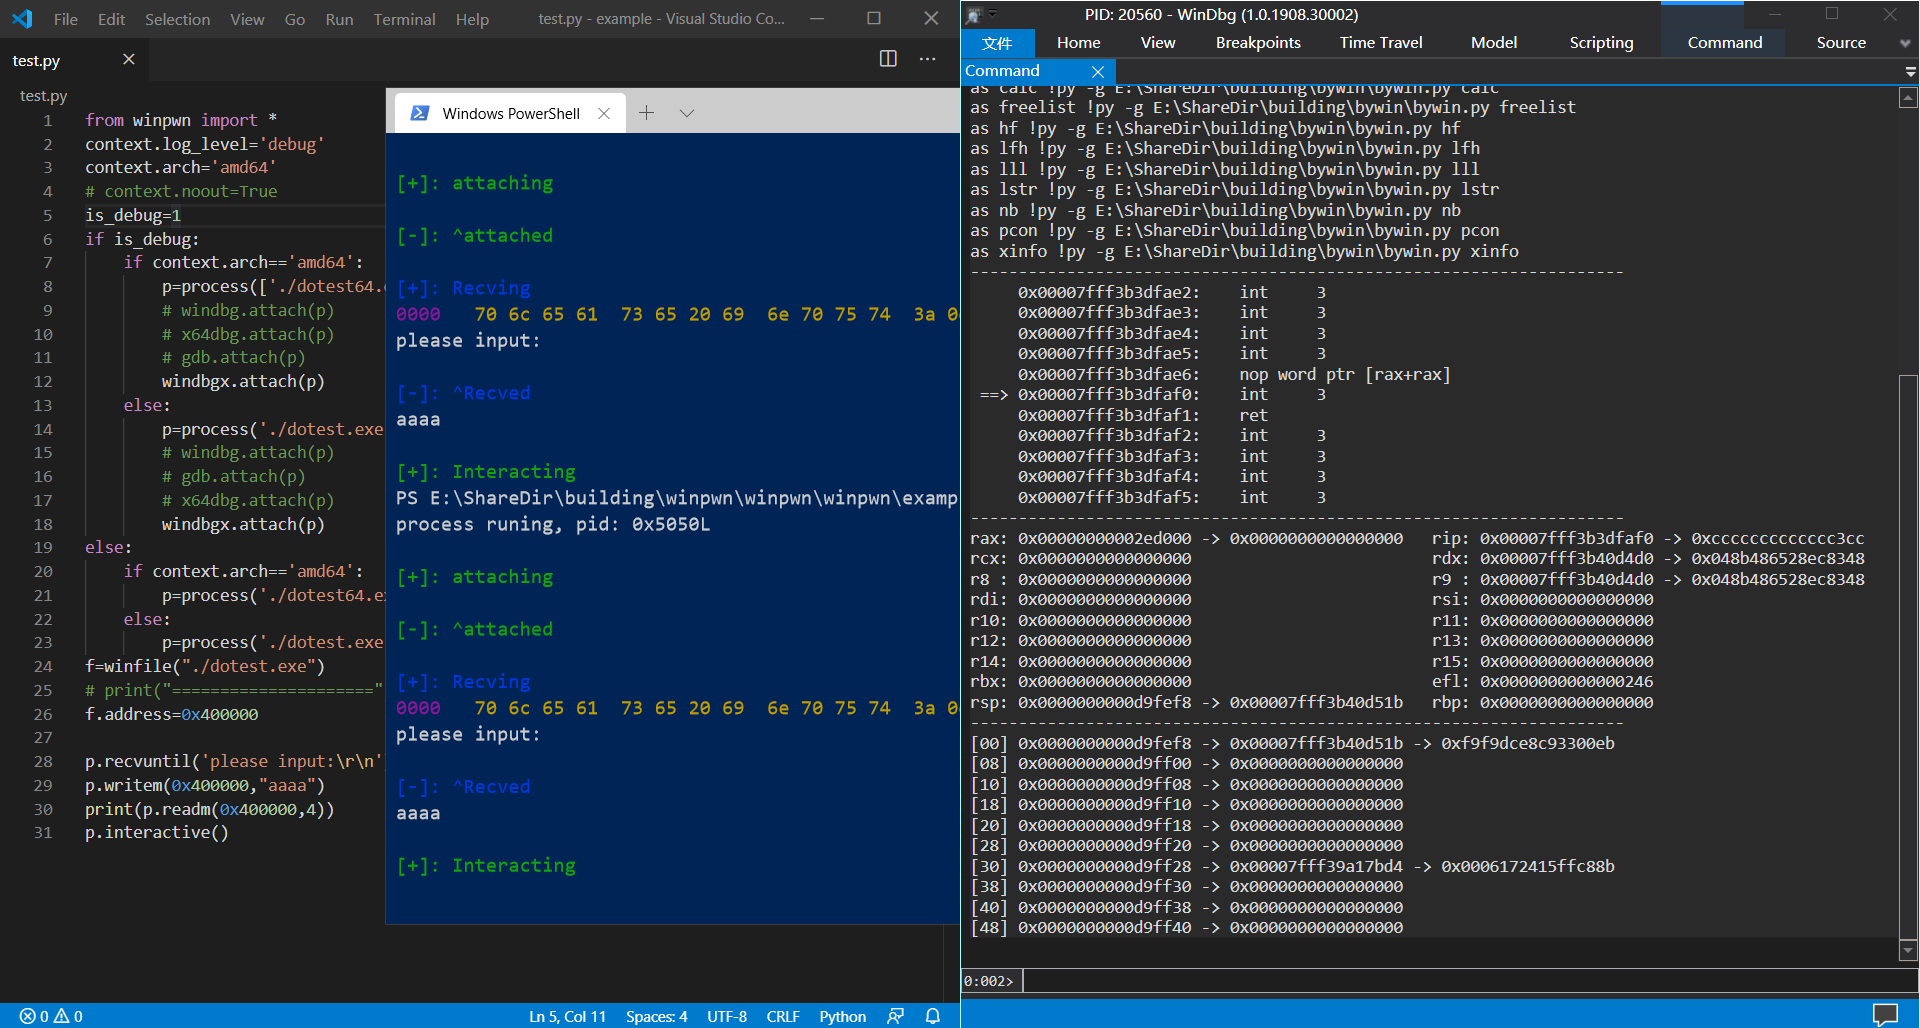 File Edit Selection View Go Run Terminal Help test.py - example - Visual Studio Co...
test.py
test.py
1 from winpwn import *
2 context.log_level='debug'
3 context.arch='amd64'
4 # context.noout=True
5 is_debug=1
6 if is_debug:
7 if context.arch=='amd64':
8 p=process(['./dotest64.
9 # windbg.attach(p)
10 # x64dbg.attach(p)
11 # gdb.attach(p)
12 windbgx.attach(p)
13 else:
14 p=process('./dotest.exe
15 # windbg.attach(p)
16 # gdb.attach(p)
17 # x64dbg.attach(p)
18 windbgx.attach(p)
19 else:
20 if context.arch=='amd64':
21 p=process('./dotest64.e
22 else:
23 p=process('./dotest.exe
24 f=winfile("./dotest.exe")
25 # print("====================="
26 f.address=0x400000
27
28 p.recvuntil('please input:\r\n'
29 p.writem(0x400000,"aaaa")
30 print(p.readm(0x400000,4))
31 p.interactive()
Windows PowerShell
[+]: attaching
[-]: ^attached
[+]: Recving
0000 70 6c 65 61 73 65 20 69 6e 70 75 74 3a 0
please input:
[-]: ^Recved
aaaa
[+]: Interacting
PS E:\ShareDir\building\winpwn\winpwn\winpwn\examp
process runing, pid: 0x5050L
[+]: attaching
[-]: ^attached
[+]: Recving
0000 70 6c 65 61 73 65 20 69 6e 70 75 74 3a 0
please input:
[-]: ^Recved
aaaa
[+]: Interacting
0 0 Ln 5, Col 11 Spaces: 4 UTF-8 CRLF Python
PID: 20560 - WinDbg (1.0.1908.30002)
文件 Home View Breakpoints Time Travel Model Scripting Command Source
Command
as calc !py -g E:\ShareDir\building\bywin\bywin.py calc
as freelist !py -g E:\ShareDir\building\bywin\bywin.py freelist
as hf !py -g E:\ShareDir\building\bywin\bywin.py hf
as lfh !py -g E:\ShareDir\building\bywin\bywin.py lfh
as lll !py -g E:\ShareDir\building\bywin\bywin.py lll
as lstr !py -g E:\ShareDir\building\bywin\bywin.py lstr
as nb !py -g E:\ShareDir\building\bywin\bywin.py nb
as pcon !py -g E:\ShareDir\building\bywin\bywin.py pcon
as xinfo !py -g E:\ShareDir\building\bywin\bywin.py xinfo
--------------------------------------------------------------------
0x00007fff3b3dfae2: int 3
0x00007fff3b3dfae3: int 3
0x00007fff3b3dfae4: int 3
0x00007fff3b3dfae5: int 3
0x00007fff3b3dfae6: nop word ptr [rax+rax]
==> 0x00007fff3b3dfaf0: int 3
0x00007fff3b3dfaf1: ret
0x00007fff3b3dfaf2: int 3
0x00007fff3b3dfaf3: int 3
0x00007fff3b3dfaf4: int 3
0x00007fff3b3dfaf5: int 3
--------------------------------------------------------------------
rax: 0x00000000002ed000 -> 0x0000000000000000 rip: 0x00007fff3b3dfaf0 -> 0xccccccccccccc3cc
rcx: 0x0000000000000000 rdx: 0x00007fff3b40d4d0 -> 0x048b486528ec8348
r8 : 0x0000000000000000 r9 : 0x00007fff3b40d4d0 -> 0x048b486528ec8348
rdi: 0x0000000000000000 rsi: 0x0000000000000000
r10: 0x0000000000000000 r11: 0x0000000000000000
r12: 0x0000000000000000 r13: 0x0000000000000000
r14: 0x0000000000000000 r15: 0x0000000000000000
rbx: 0x0000000000000000 efl: 0x0000000000000246
rsp: 0x0000000000d9fef8 -> 0x00007fff3b40d51b rbp: 0x0000000000000000
--------------------------------------------------------------------
[00] 0x0000000000d9fef8 -> 0x00007fff3b40d51b -> 0xf9f9dce8c93300eb
[08] 0x0000000000d9ff00 -> 0x0000000000000000
[10] 0x0000000000d9ff08 -> 0x0000000000000000
[18] 0x0000000000d9ff10 -> 0x0000000000000000
[20] 0x0000000000d9ff18 -> 0x0000000000000000
[28] 0x0000000000d9ff20 -> 0x0000000000000000
[30] 0x0000000000d9ff28 -> 0x00007fff39a17bd4 -> 0x0006172415ffc88b
[38] 0x0000000000d9ff30 -> 0x0000000000000000
[40] 0x0000000000d9ff38 -> 0x0000000000000000
[48] 0x0000000000d9ff40 -> 0x0000000000000000
0:002>